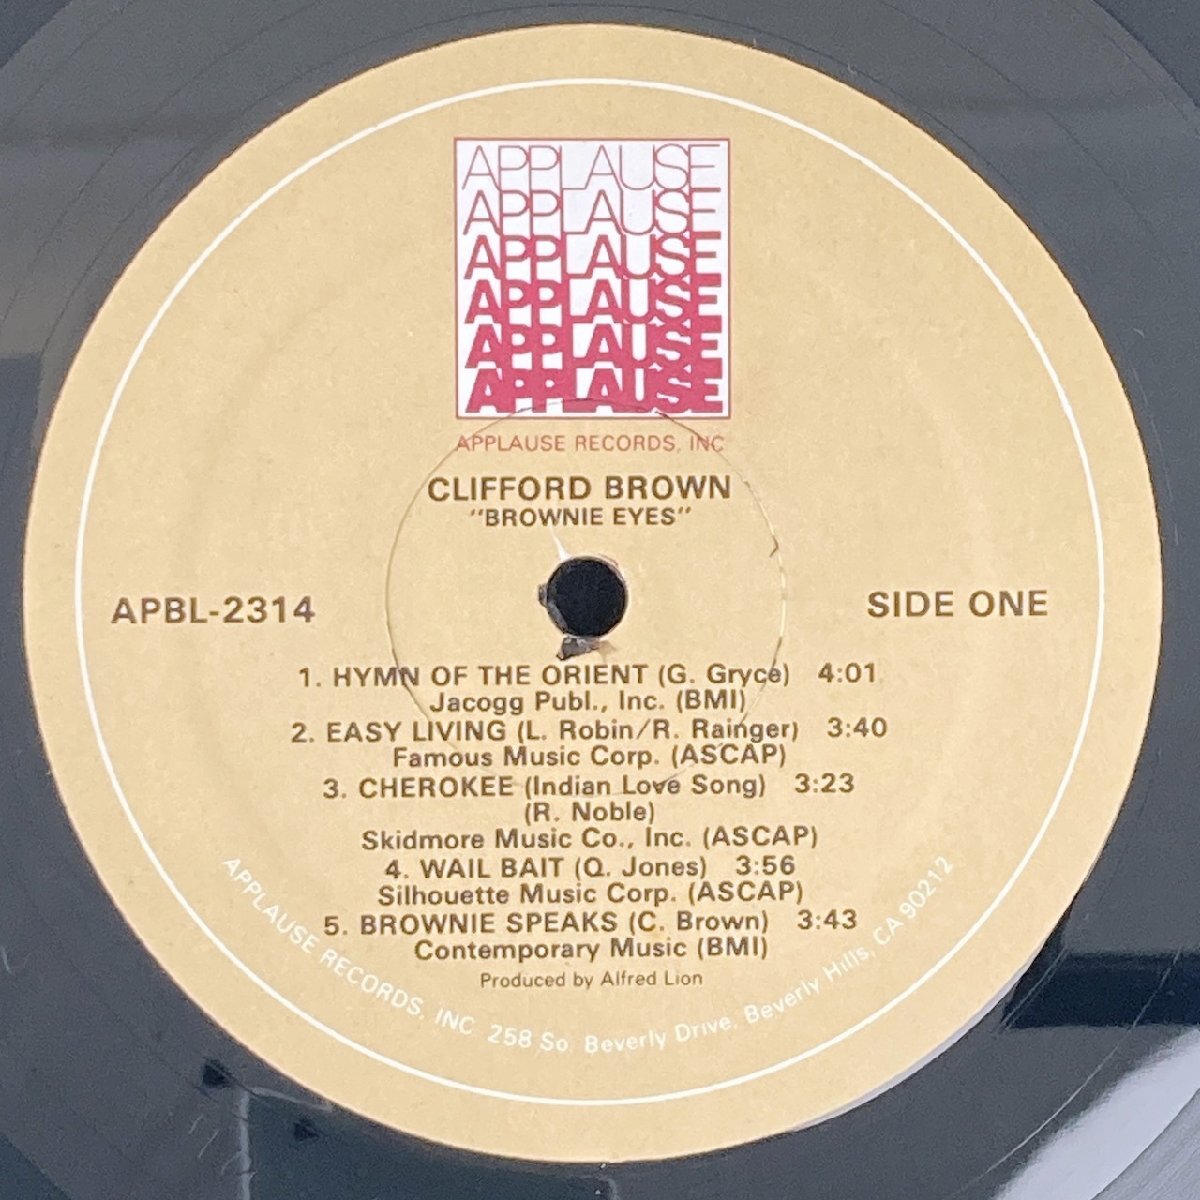 APPLAUSE
APPLAUSE
APPLAUSE
APPLAUSE
APPLAUSE
APPLAUSE
APPLAUSE RECORDS, INC
CLIFFORD BROWN
"BROWNIE EYES"
APBL-2314
SIDE ONE
1. HYMN OF THE ORIENT (G. Gryce) 4:01
Jacogg Publ., Inc. (BMI)
2. EASY LIVING (L. Robin/R. Rainger) 3:40
Famous Music Corp. (ASCAP)
3. CHEROKEE (Indian Love Song) 3:23
(R. Noble)
Skidmore Music Co., Inc. (ASCAP)
4. WAIL BAIT (Q. Jones) 3:56
Silhouette Music Corp. (ASCAP)
5. BROWNIE SPEAKS (C. Brown) 3:43
Contemporary Music (BMI)
Produced by Alfred Lion
APPLAUSE RECORDS, INC. 258 So. Beverly Drive, Beverly Hills, CA 90212